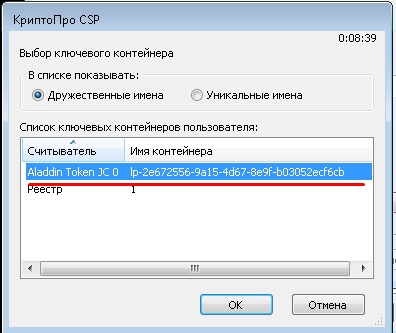 КриптоПро CSP
0:08:39
Выбор ключевого контейнера
В списке показывать:
Дружественные имена Уникальные имена
Список ключевых контейнеров пользователя:
Считыватель Имя контейнера
Aladdin Token JC 0 lp-2e672556-9a15-4d67-8e9f-b03052ecf6cb
Реестр 1
OK Отмена